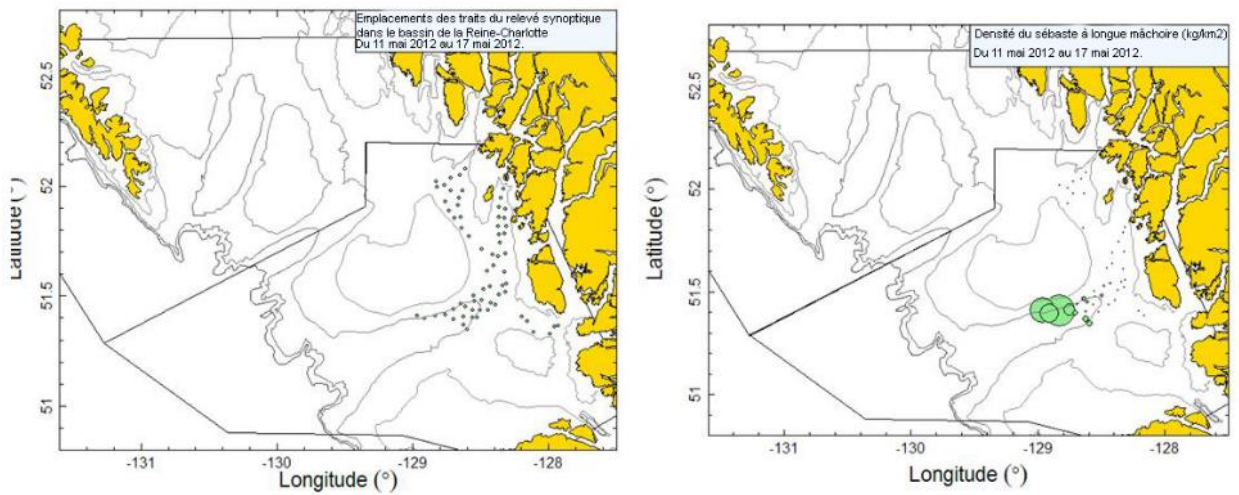 Emplacements des traits du relevé synoptique
dans le bassin de la Reine-Charlotte
Du 11 mai 2012 au 17 mai 2012.
52.5
52
51.5
51
Latitude (°)
-131
-130
-129
-128
Longitude (°)
Densité du sébaste à longue mâchoire (kg/km2)
Du 11 mai 2012 au 17 mai 2012.
52.5
52
51.5
51
Latitude (°)
-131
-130
-129
-128
Longitude (°)